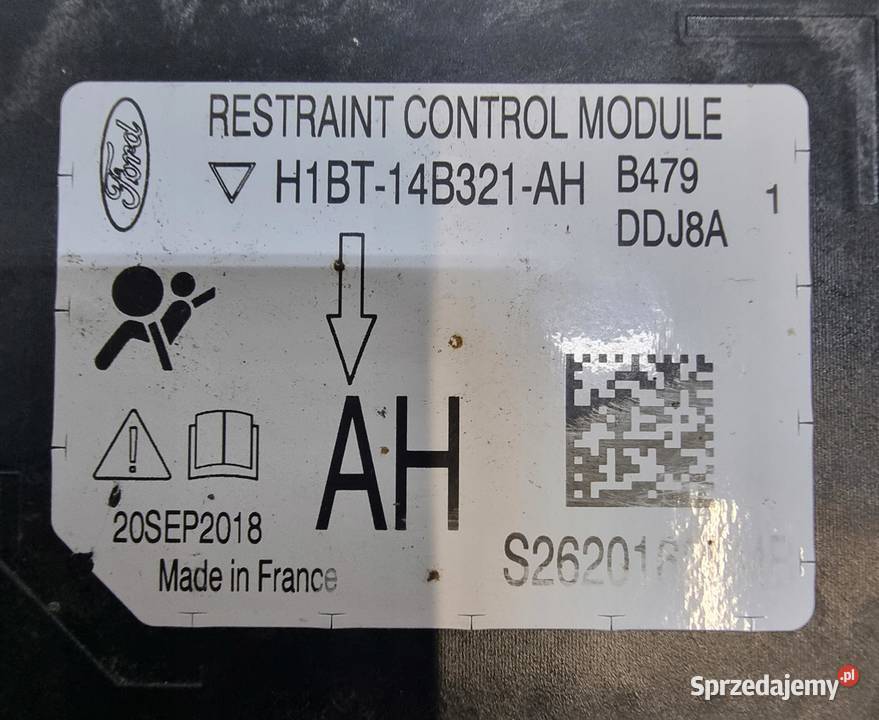 Ford
RESTRAINT CONTROL MODULE
H1BT-14B321-AH B479 1
DDJ8A
AH
20SEP2018
Made in France
Sprzedajemy.pl